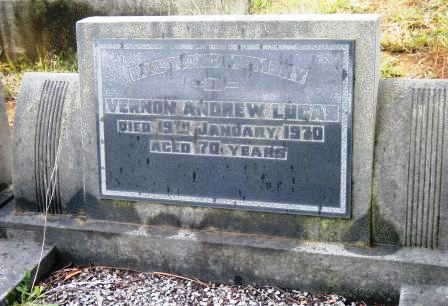 IN LOVING MEMORY
OF
VERNON ANDREW LUCAS
DIED 19TH JANUARY 1970
AGED 70 YEARS